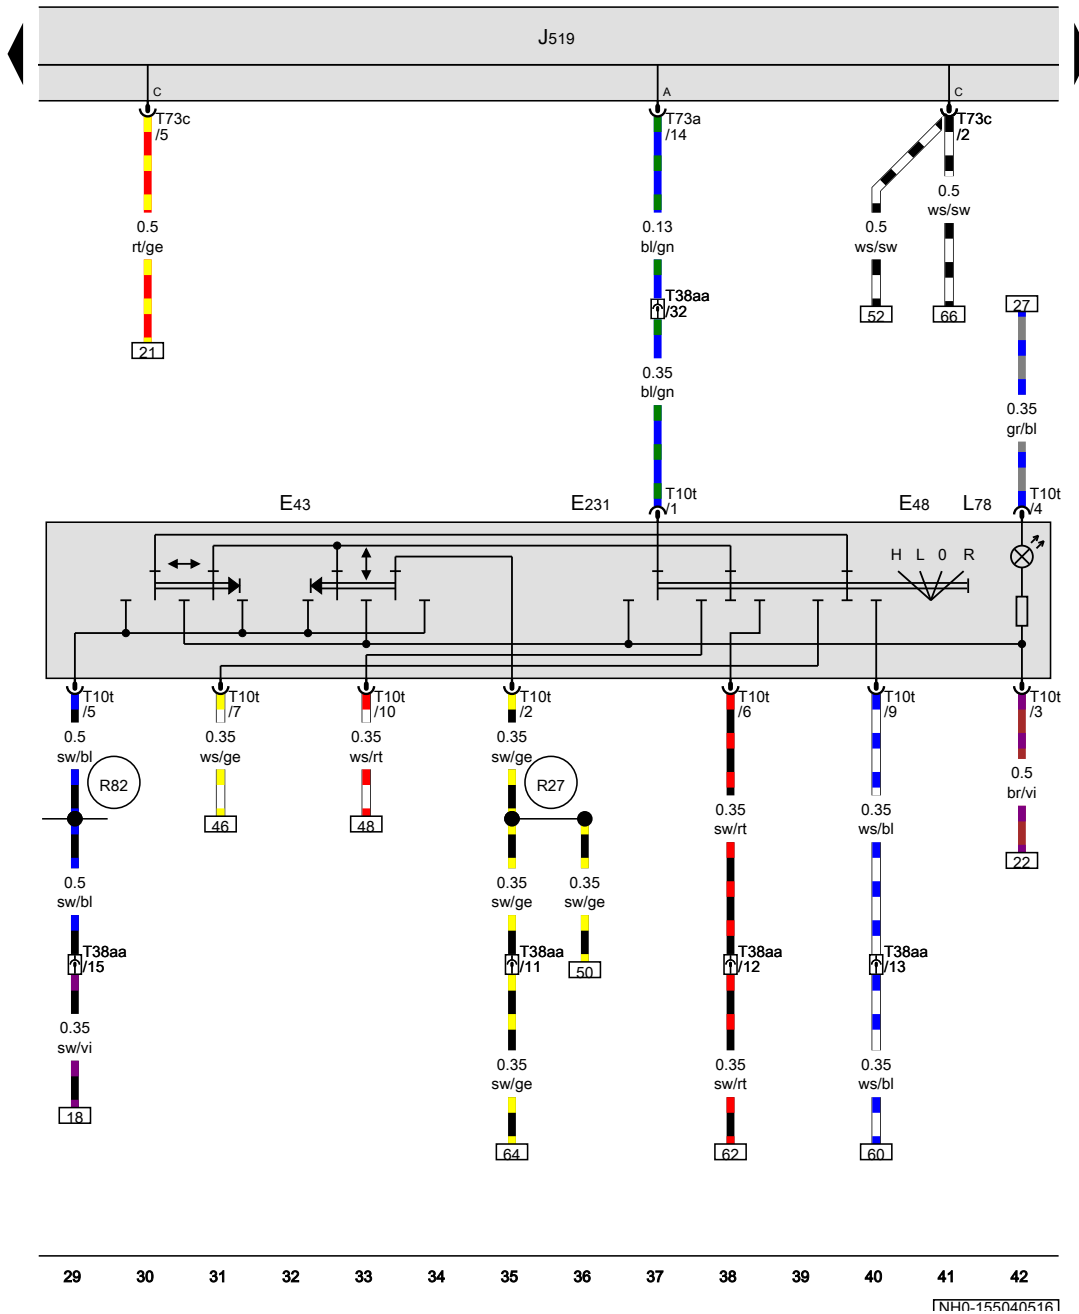 J519
C A C
T73c
/5
T73a
/14
T73c
/2
0.5
rt/ge
0.13
bl/gn
0.5
ws/sw
0.5
ws/sw
T38aa
/32
21
52
66
27
0.35
bl/gn
0.35
gr/bl
E43
E231
T10t
/1
E48
L78
T10t
/4
H L 0 R
T10t
/5
T10t
/7
T10t
/10
T10t
/2
T10t
/6
T10t
/9
T10t
/3
0.5
sw/bl
0.35
ws/ge
0.35
ws/rt
0.35
sw/ge
0.5
br/vi
R82
R27
46
48
0.35
sw/rt
0.35
ws/bl
22
0.5
sw/bl
0.35
sw/ge
0.35
sw/ge
T38aa
/15
T38aa
/11
50
T38aa
/12
T38aa
/13
0.35
sw/vi
0.35
sw/ge
0.35
sw/rt
0.35
ws/bl
18
64
62
60
29 30 31 32 33 34 35 36 37 38 39 40 41 42
NH0-155040516